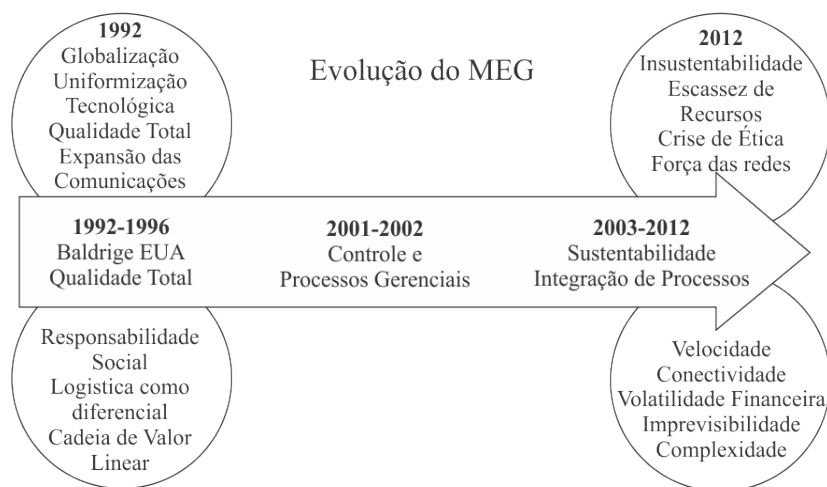 1992
Globalização
Uniformização
Tecnológica
Qualidade Total
Expansão das
Comunicações
Evolução do MEG
2012
Insustentabilidade
Escassez de
Recursos
Crise de Ética
Força das redes
1992-1996
Baldrige EUA
Qualidade Total
2001-2002
Controle e
Processos Gerenciais
2003-2012
Sustentabilidade
Integração de Processos
Responsabilidade
Social
Logistica como
diferencial
Cadeia de Valor
Linear
Velocidade
Conectividade
Volatilidade Financeira
Imprevisibilidade
Complexidade